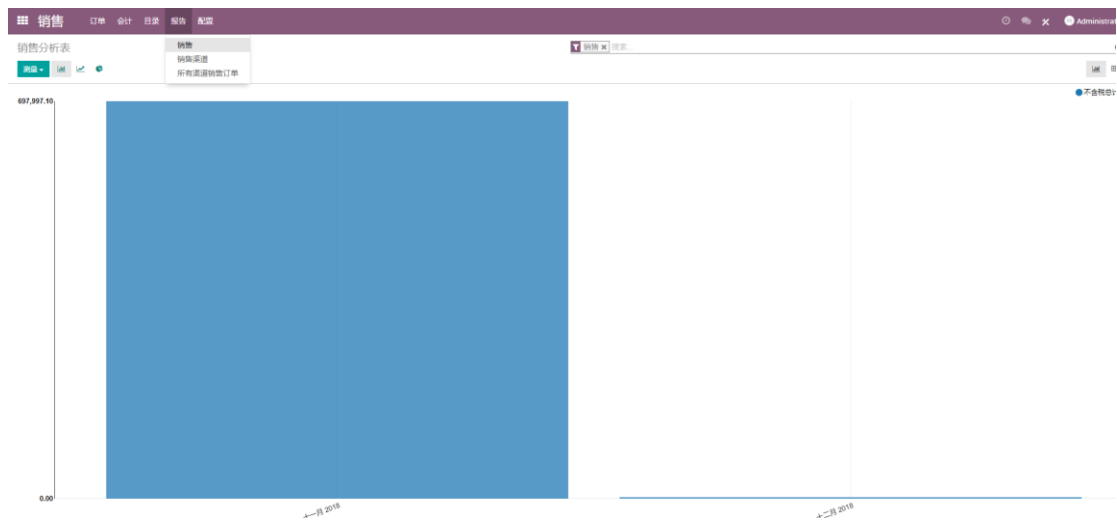 销售 订单 会计 目录 报告 配置 Administrat
销售分析表
销售 × 搜索...
测量
销售
销售渠道
所有渠道销售订单
不含税总计
697,997.10
0.00
十一月 2018
十二月 2018